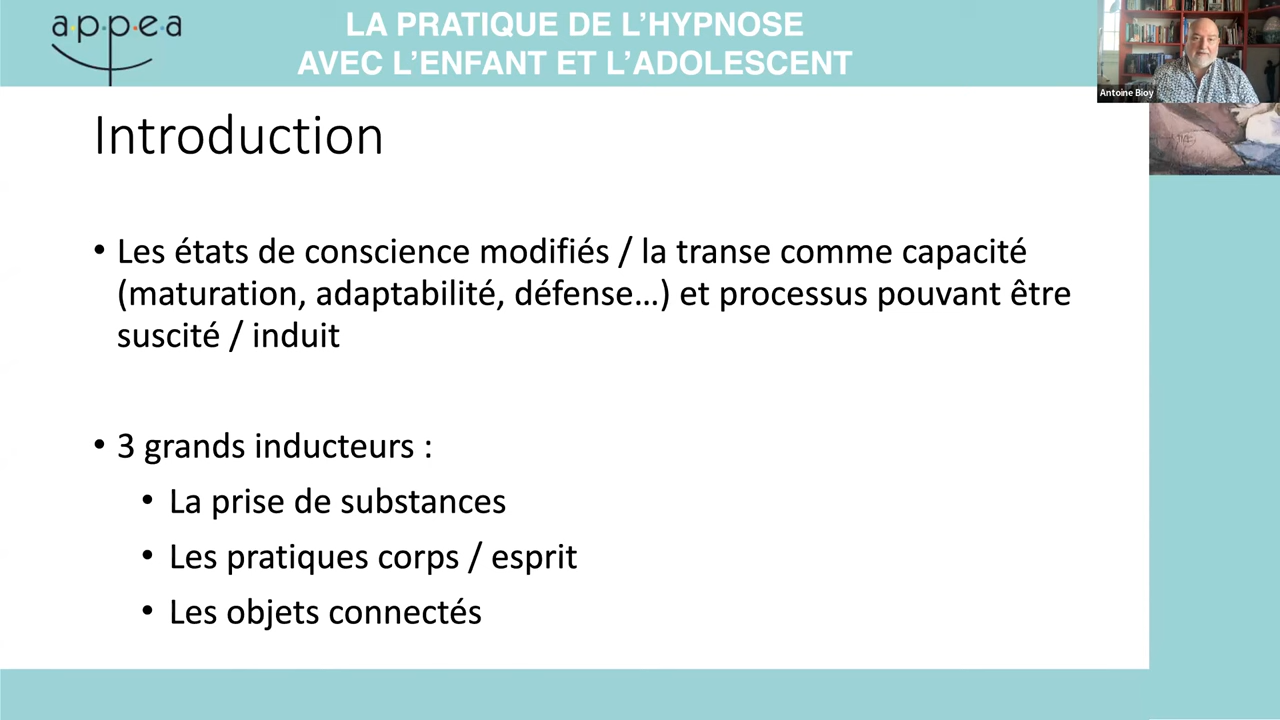 a·p·p·e·a
LA PRATIQUE DE L'HYPNOSE
AVEC L'ENFANT ET L'ADOLESCENT
Antoine Bioy
Introduction
• Les états de conscience modifiés / la transe comme capacité
(maturation, adaptabilité, défense…) et processus pouvant être
suscité / induit
• 3 grands inducteurs :
• La prise de substances
• Les pratiques corps / esprit
• Les objets connectés